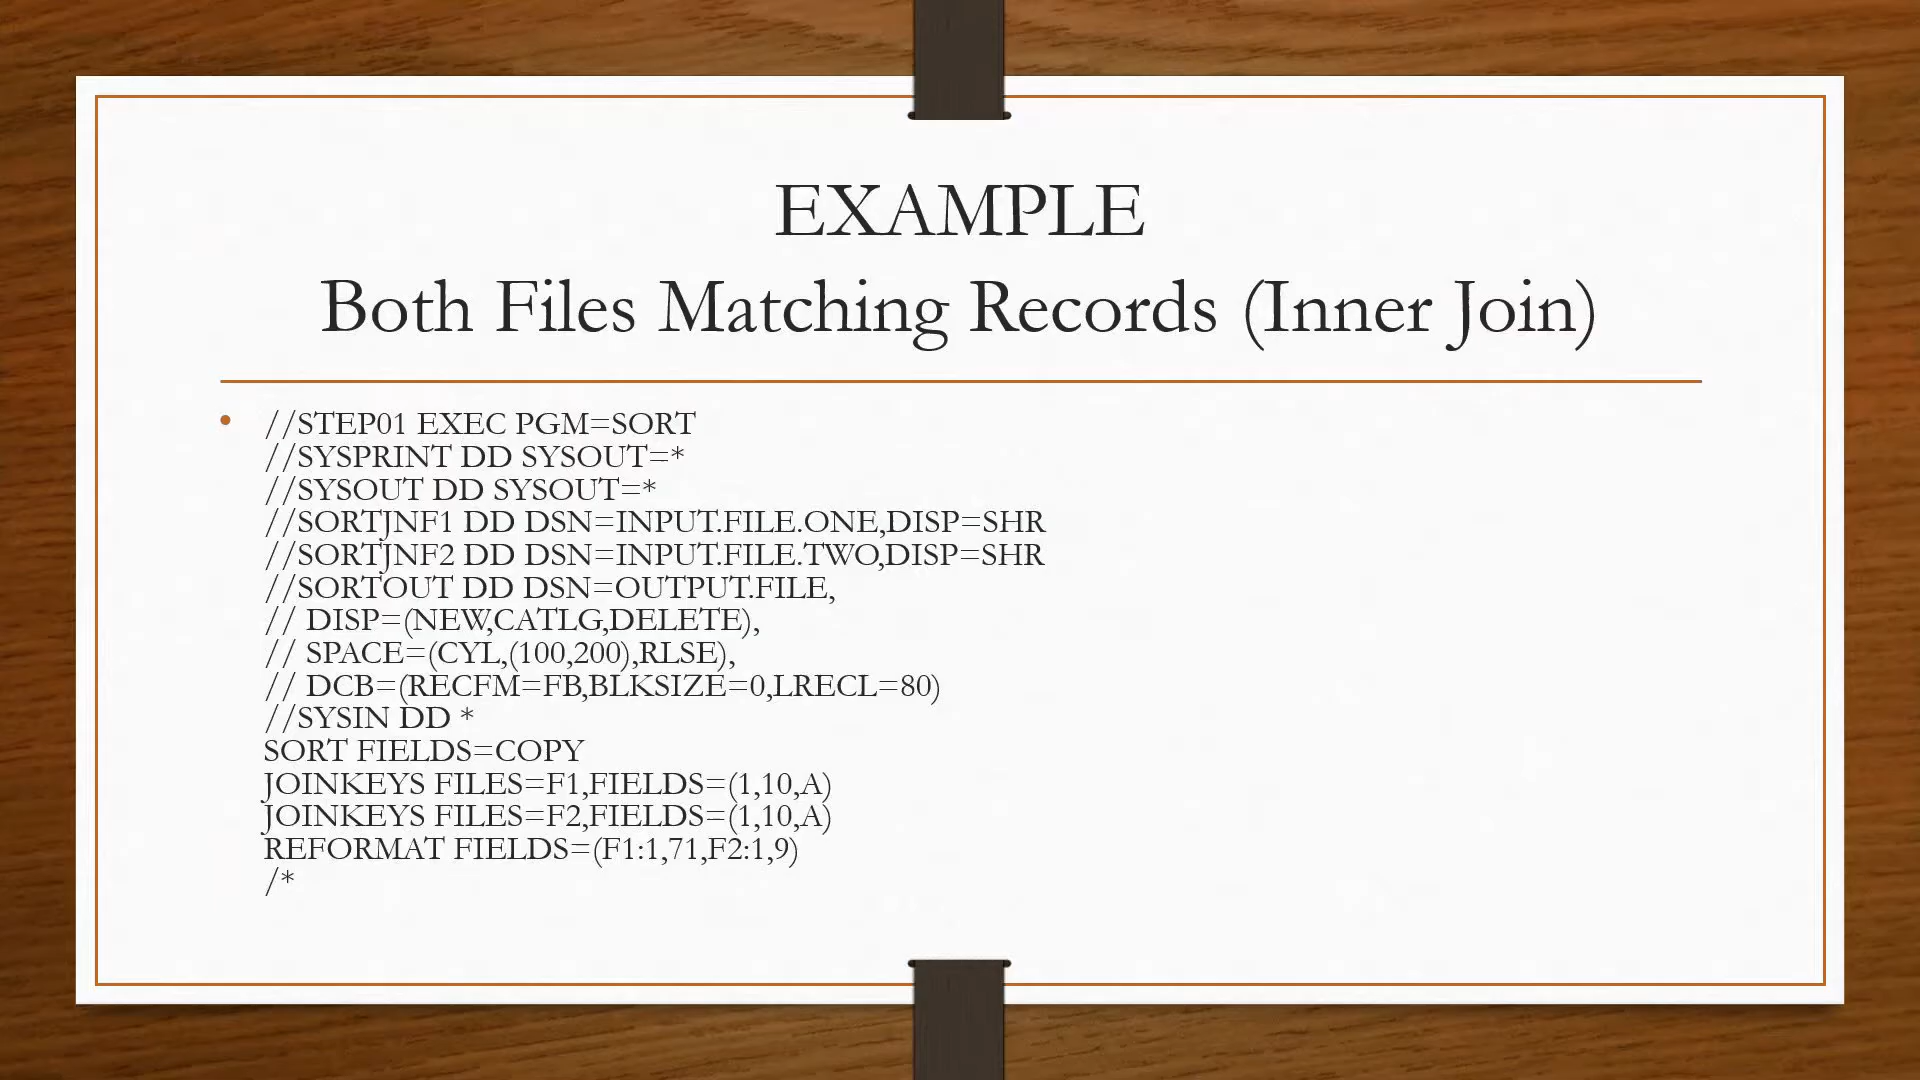 EXAMPLE
Both Files Matching Records (Inner Join)
• //STEP01 EXEC PGM=SORT
//SYSPRINT DD SYSOUT=*
//SYSOUT DD SYSOUT=*
//SORTJNF1 DD DSN=INPUT.FILE.ONE,DISP=SHR
//SORTJNF2 DD DSN=INPUT.FILE.TWO,DISP=SHR
//SORTOUT DD DSN=OUTPUT.FILE,
// DISP=(NEW,CATLG,DELETE),
// SPACE=(CYL,(100,200),RLSE),
// DCB=(RECFM=FB,BLKSIZE=0,LRECL=80)
//SYSIN DD *
SORT FIELDS=COPY
JOINKEYS FILES=F1,FIELDS=(1,10,A)
JOINKEYS FILES=F2,FIELDS=(1,10,A)
REFORMAT FIELDS=(F1:1,71,F2:1,9)
/*